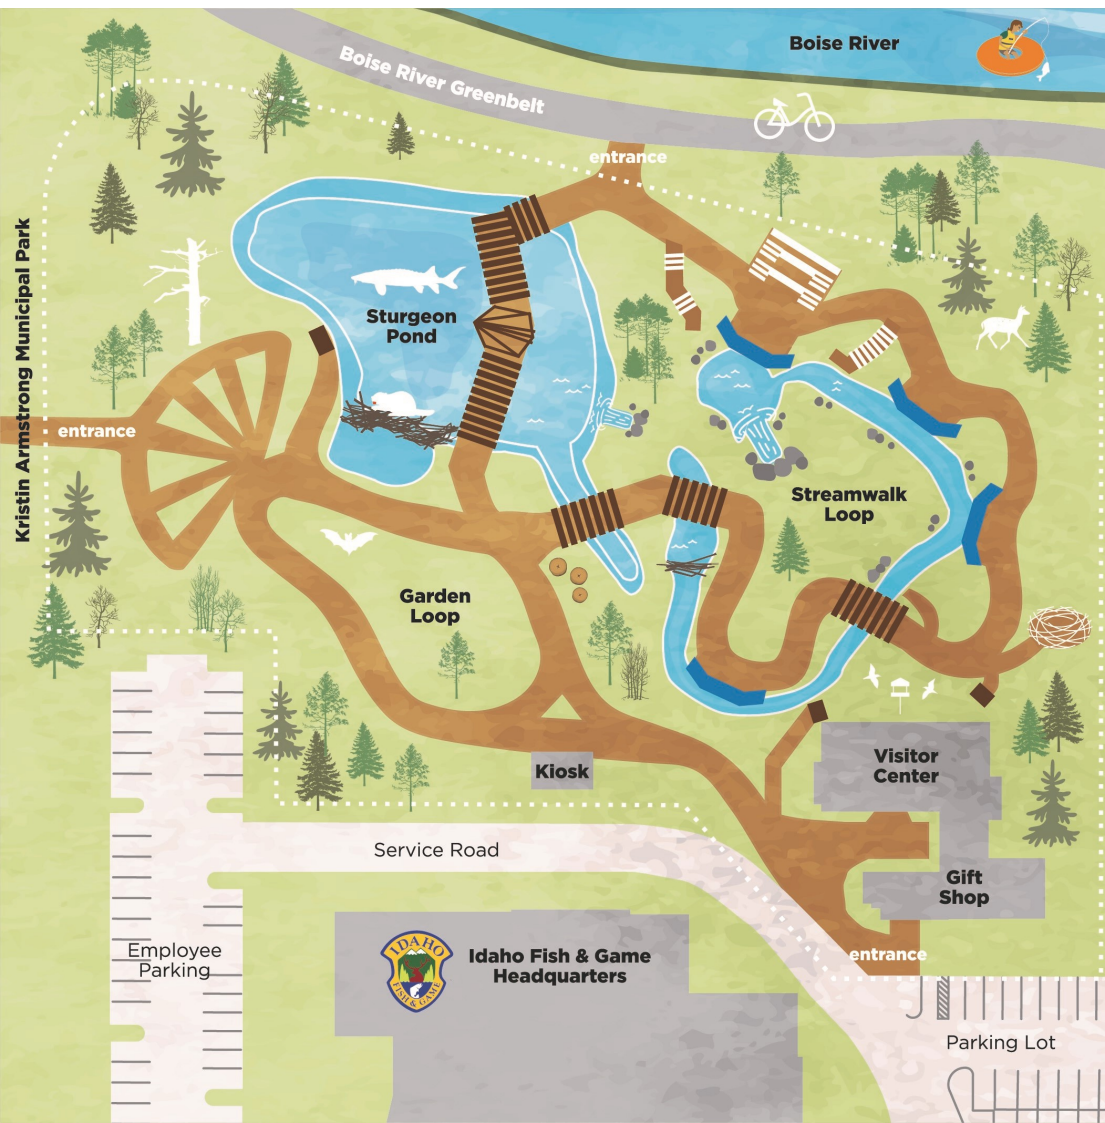 Boise River
Boise River Greenbelt
entrance
Kristin Armstrong Municipal Park
Sturgeon
Pond
entrance
Streamwalk
Loop
Garden
Loop
Kiosk
Visitor
Center
Service Road
Gift
Shop
Employee
Parking
IDAHO
FISH & GAME
Idaho Fish & Game
Headquarters
entrance
Parking Lot